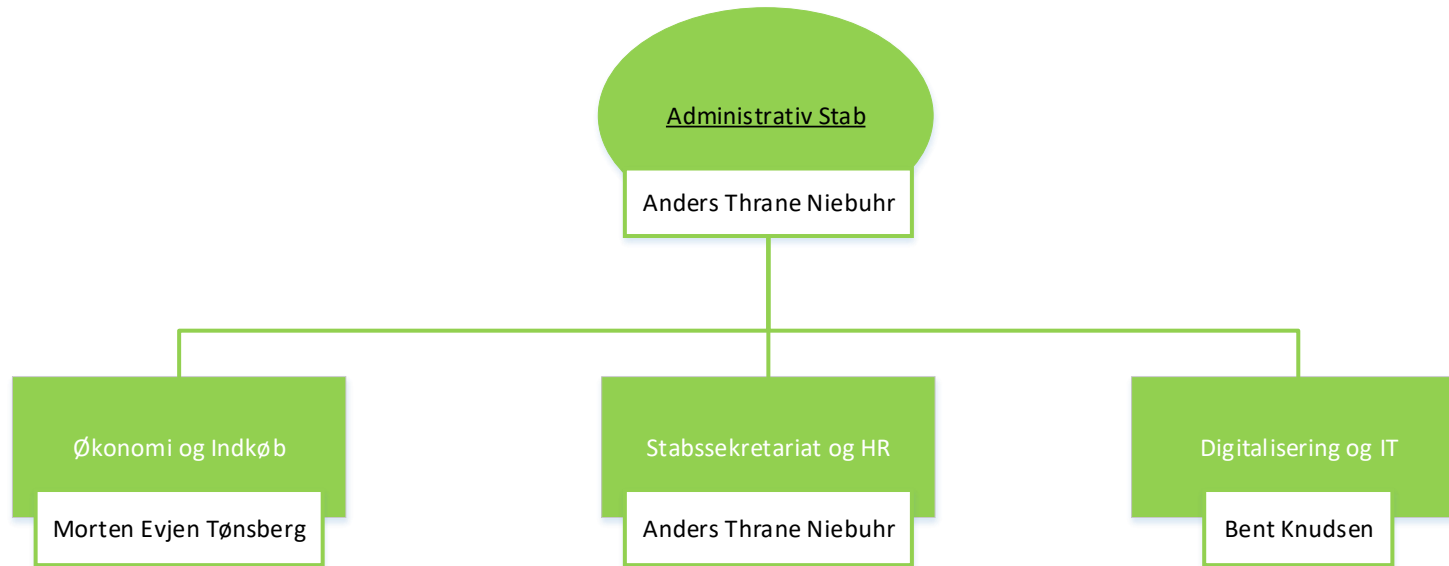 Administrativ Stab
Anders Thrane Niebuhr
Økonomi og Indkøb
Morten Evjen Tønsberg
Stabssekretariat og HR
Anders Thrane Niebuhr
Digitalisering og IT
Bent Knudsen